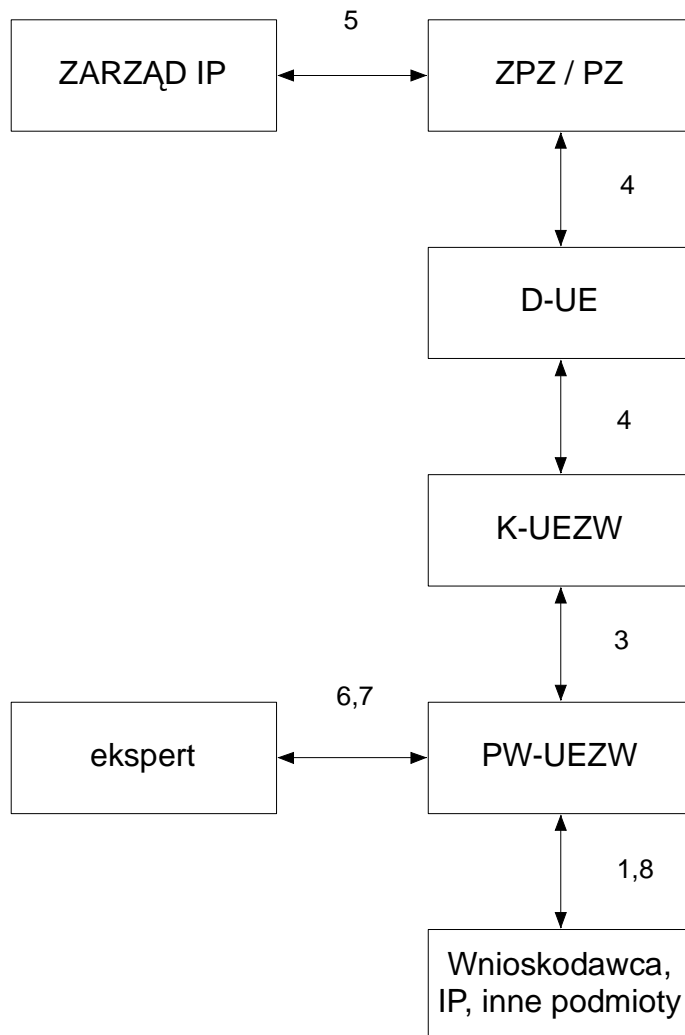 5
ZARZĄD IP
ZPZ / PZ
4
D-UE
4
K-UEZW
3
6,7
ekspert
PW-UEZW
1,8
Wnioskodawca,
IP, inne podmioty